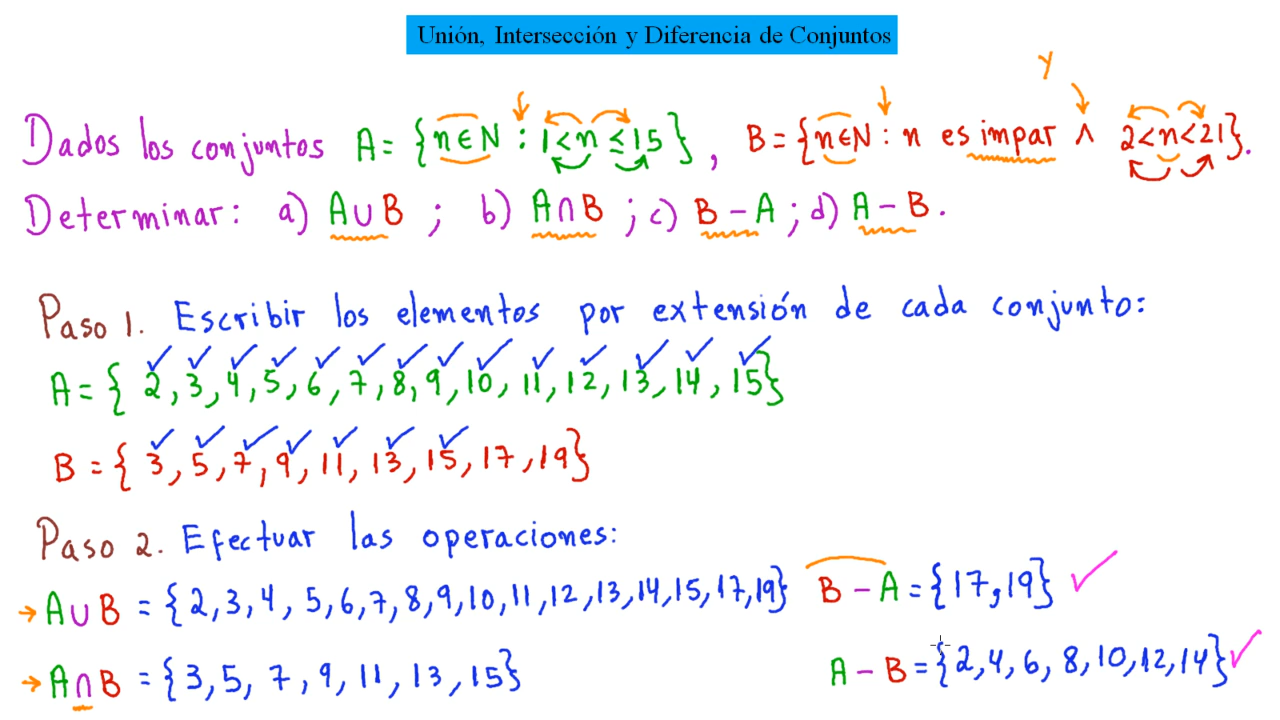 Unión, Intersección y Diferencia de Conjuntos
y
Dados los conjuntos A = {n∈N : 1<n≤15}, B = {n∈N : n es impar ∧ 2<n<21}.
Determinar: a) A∪B ; b) A∩B ; c) B-A ; d) A-B.
Paso 1. Escribir los elementos por extensión de cada conjunto:
A = {2, 3, 4, 5, 6, 7, 8, 9, 10, 11, 12, 13, 14, 15}
B = {3, 5, 7, 9, 11, 13, 15, 17, 19}
Paso 2. Efectuar las operaciones:
→ A∪B = {2, 3, 4, 5, 6, 7, 8, 9, 10, 11, 12, 13, 14, 15, 17, 19} B-A = {17, 19} ✓
→ A∩B = {3, 5, 7, 9, 11, 13, 15} A-B = {2, 4, 6, 8, 10, 12, 14} ✓